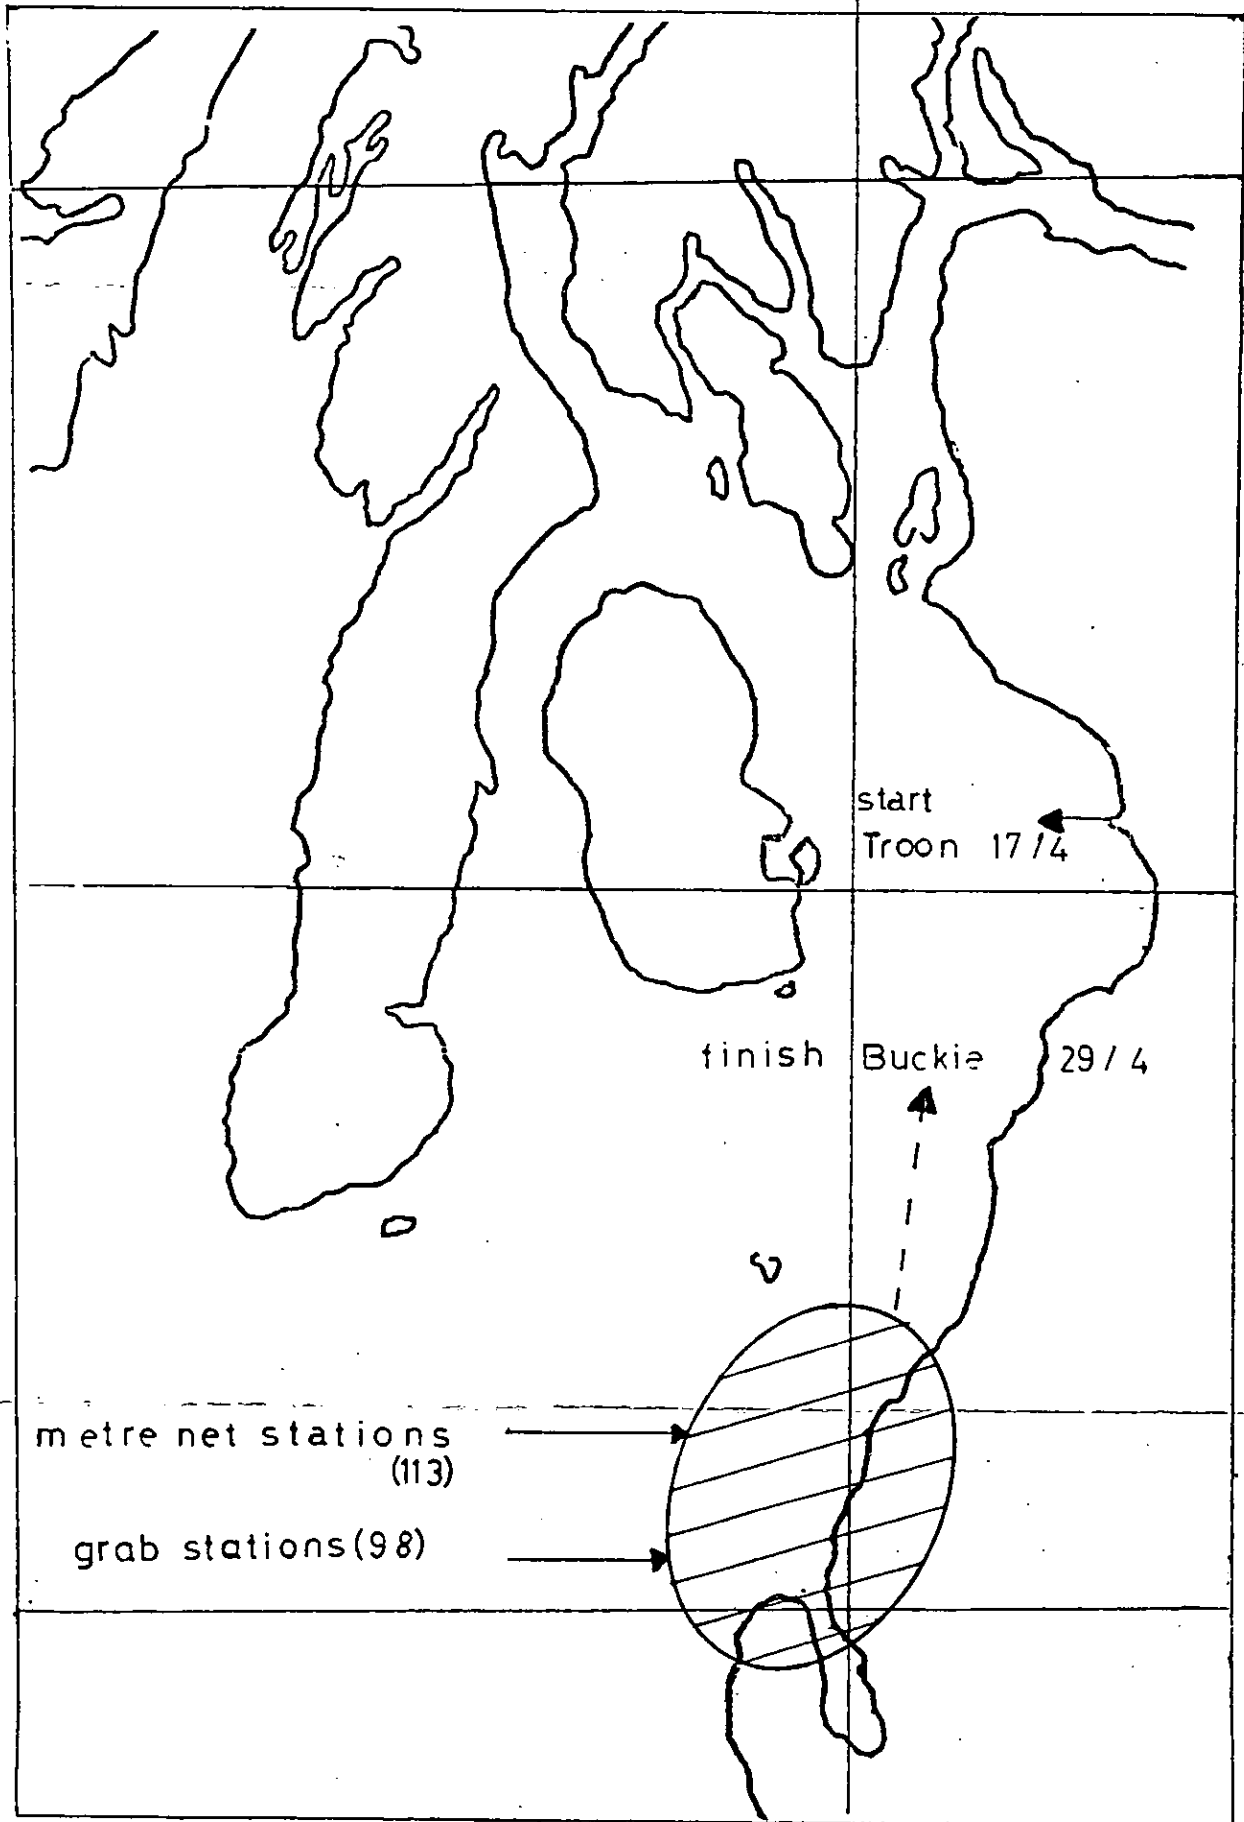 start
Troon 17/4
finish Buckie 29/4
metre net stations
(113)
grab stations (98)